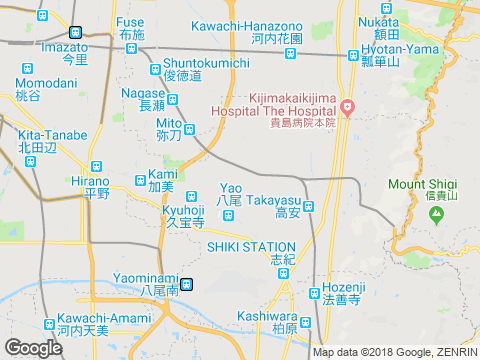 Fuse
布施
Kawachi-Hanazono
河内花園
Nukata
額田
Imazato
今里
Hyotan-Yama
瓢箪山
Shuntokumichi
俊徳道
Momodani
桃谷
Nagase
長瀬
Kijimakaikijima
Hospital The Hospital
貴島病院本院
Mito
弥刀
Kita-Tanabe
北田辺
Hirano
平野
Kami
加美
Yao
八尾
Takayasu
高安
Mount Shigi
信貴山
Kyuhoji
久宝寺
SHIKI STATION
志紀
Yaominami
八尾南
Hozenji
法善寺
Kawachi-Amami
河内天美
Kashiwara
柏原
Google
Map data ©2018 Google, ZENRIN